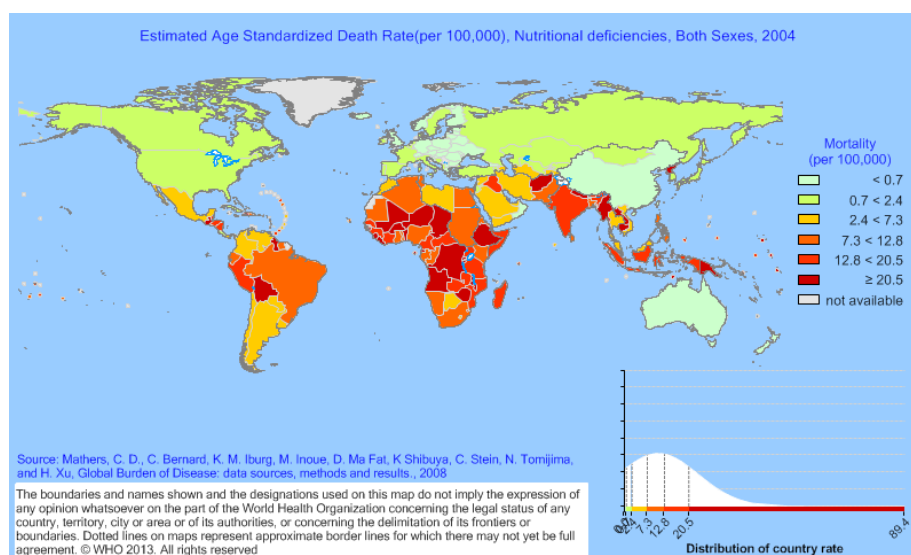 Estimated Age Standardized Death Rate(per 100,000), Nutritional deficiencies, Both Sexes, 2004
Mortality
(per 100,000)
< 0.7
0.7 < 2.4
2.4 < 7.3
7.3 < 12.8
12.8 < 20.5
≥ 20.5
not available
Source: Mathers, C. D., C. Bernard, K. M. Iburg, M. Inoue, D. Ma Fat, K Shibuya, C. Stein, N. Tomijima,
and H. Xu, Global Burden of Disease: data sources, methods and results., 2008
The boundaries and names shown and the designations used on this map do not imply the expression of
any opinion whatsoever on the part of the World Health Organization concerning the legal status of any
country, territory, city or area or of its authorities, or concerning the delimitation of its frontiers or
boundaries. Dotted lines on maps represent approximate border lines for which there may not yet be full
agreement. © WHO 2013. All rights reserved
7.3
12.8
20.5
89.4
Distribution of country rate